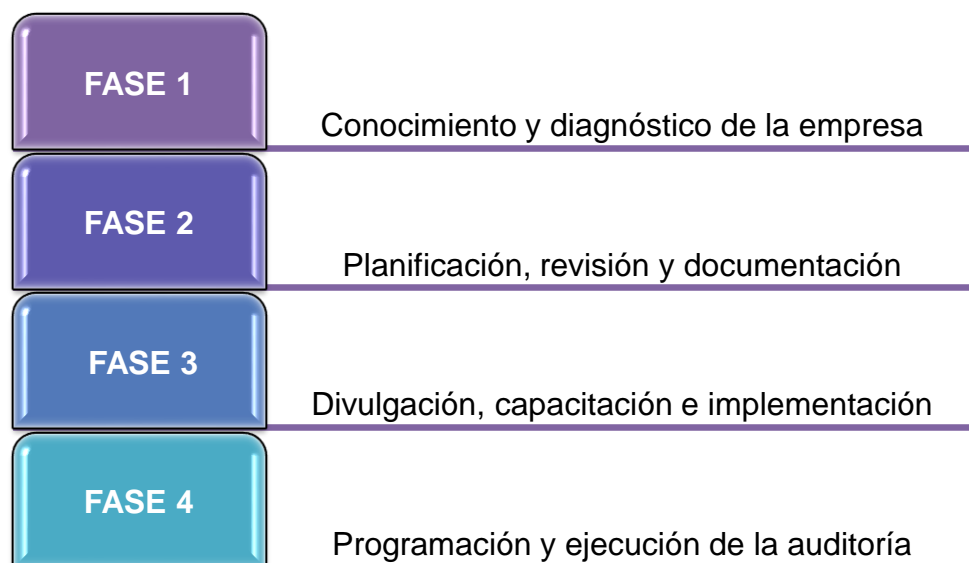 FASE 1
Conocimiento y diagnóstico de la empresa
FASE 2
Planificación, revisión y documentación
FASE 3
Divulgación, capacitación e implementación
FASE 4
Programación y ejecución de la auditoría